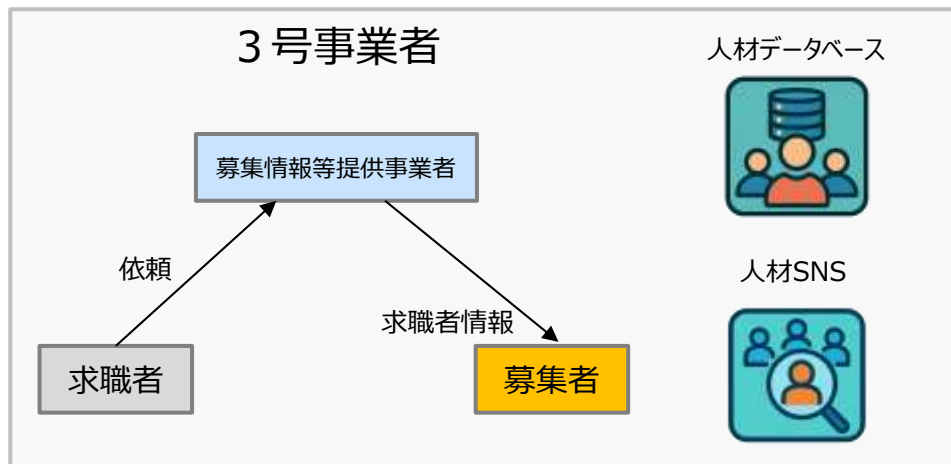 ３号事業者
人材データベース
募集情報等提供事業者
依頼
人材SNS
求職者情報
求職者
募集者